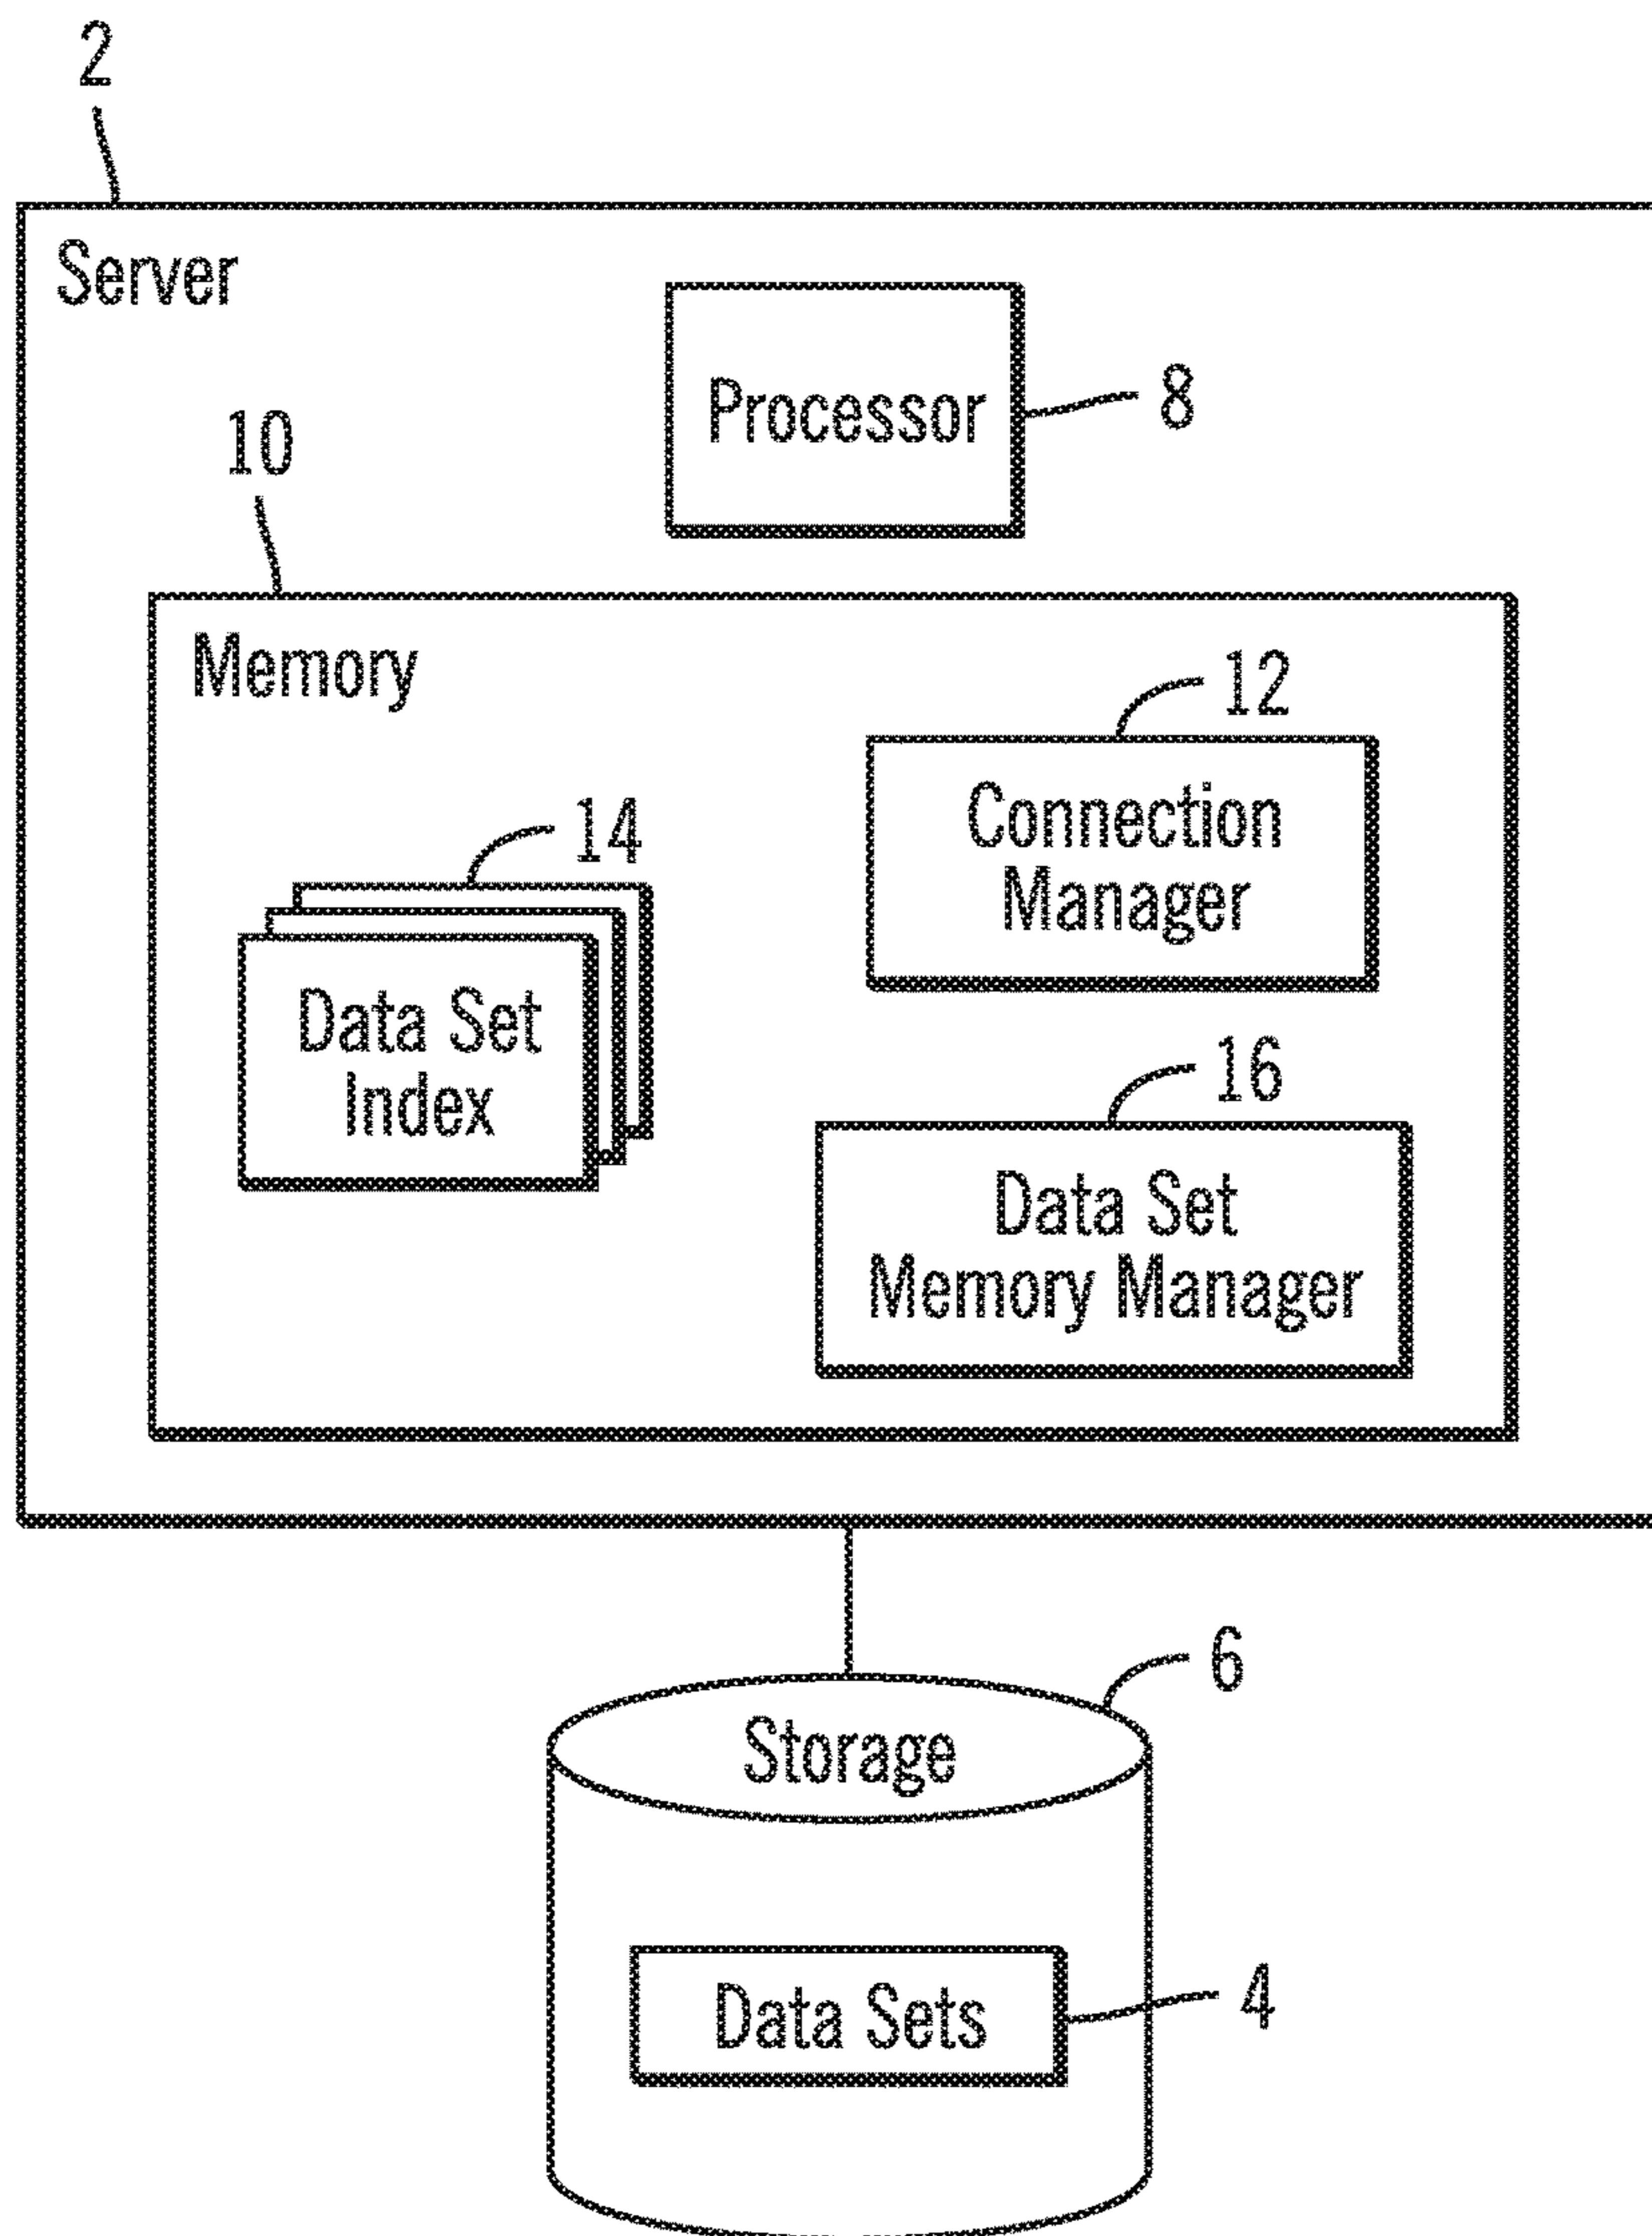 2
Server
Processor
8
10
Memory
12
Connection
Manager
14
Data Set
Index
16
Data Set
Memory Manager
6
Storage
Data Sets
4